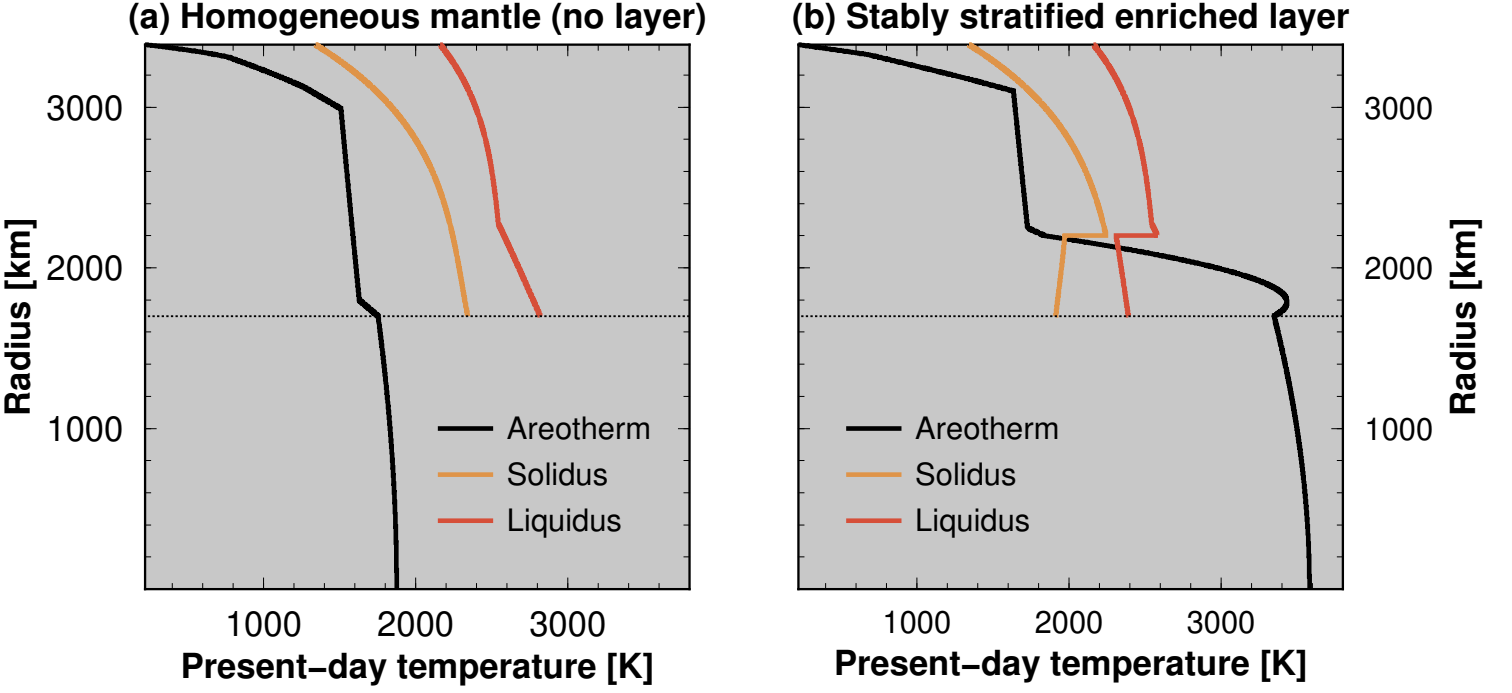 (a) Homogeneous mantle (no layer)
(b) Stably stratified enriched layer
3000
2000
1000
Radius [km]
Areotherm
Solidus
Liquidus
1000
2000
3000
Present−day temperature [K]
Areotherm
Solidus
Liquidus
1000
2000
3000
Present−day temperature [K]
3000
2000
1000
Radius [km]